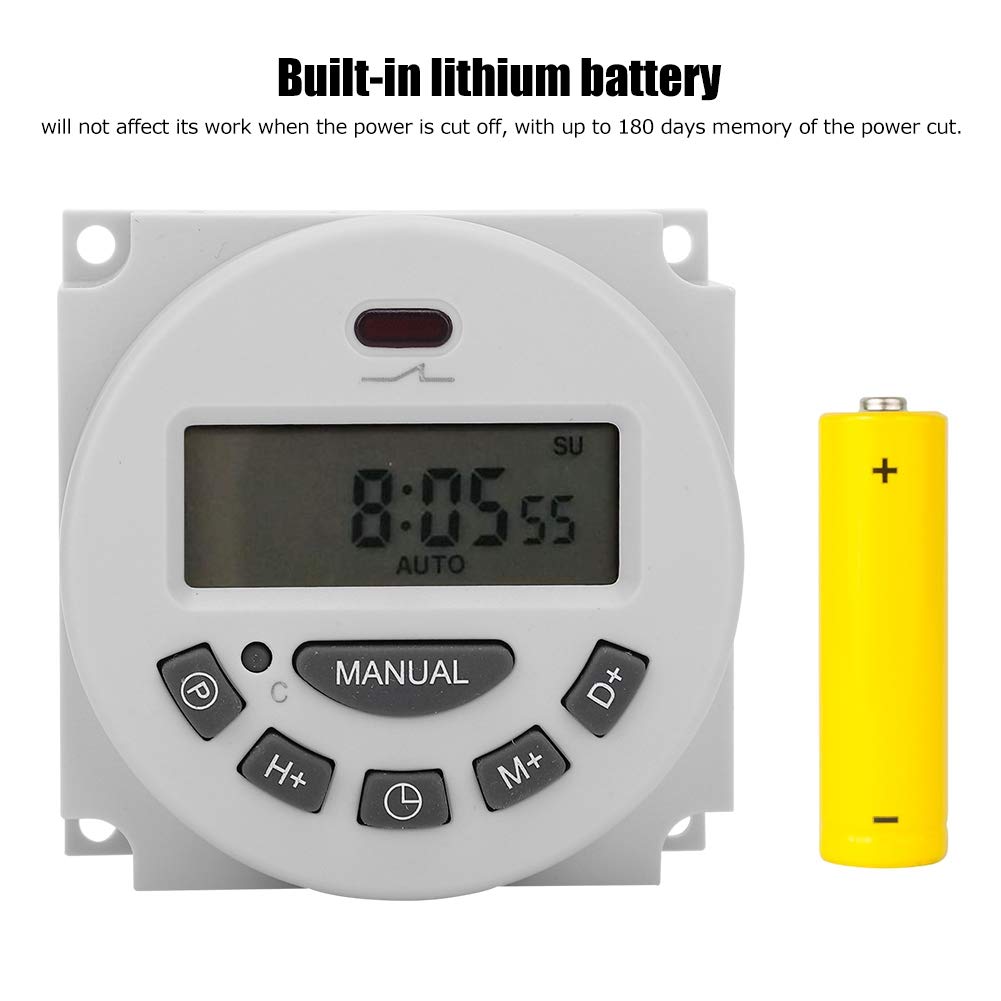 Built-in lithium battery
will not affect its work when the power is cut off, with up to 180 days memory of the power cut.
SU
8:05 55
AUTO
MANUAL
P
C
D+
H+
M+
+
-